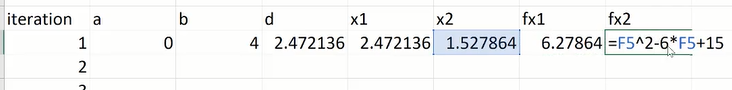 iteration a b d x1 x2 fx1 fx2
1 0 4 2.472136 2.472136 1.527864 6.27864 =F5^2-6*F5+15
2